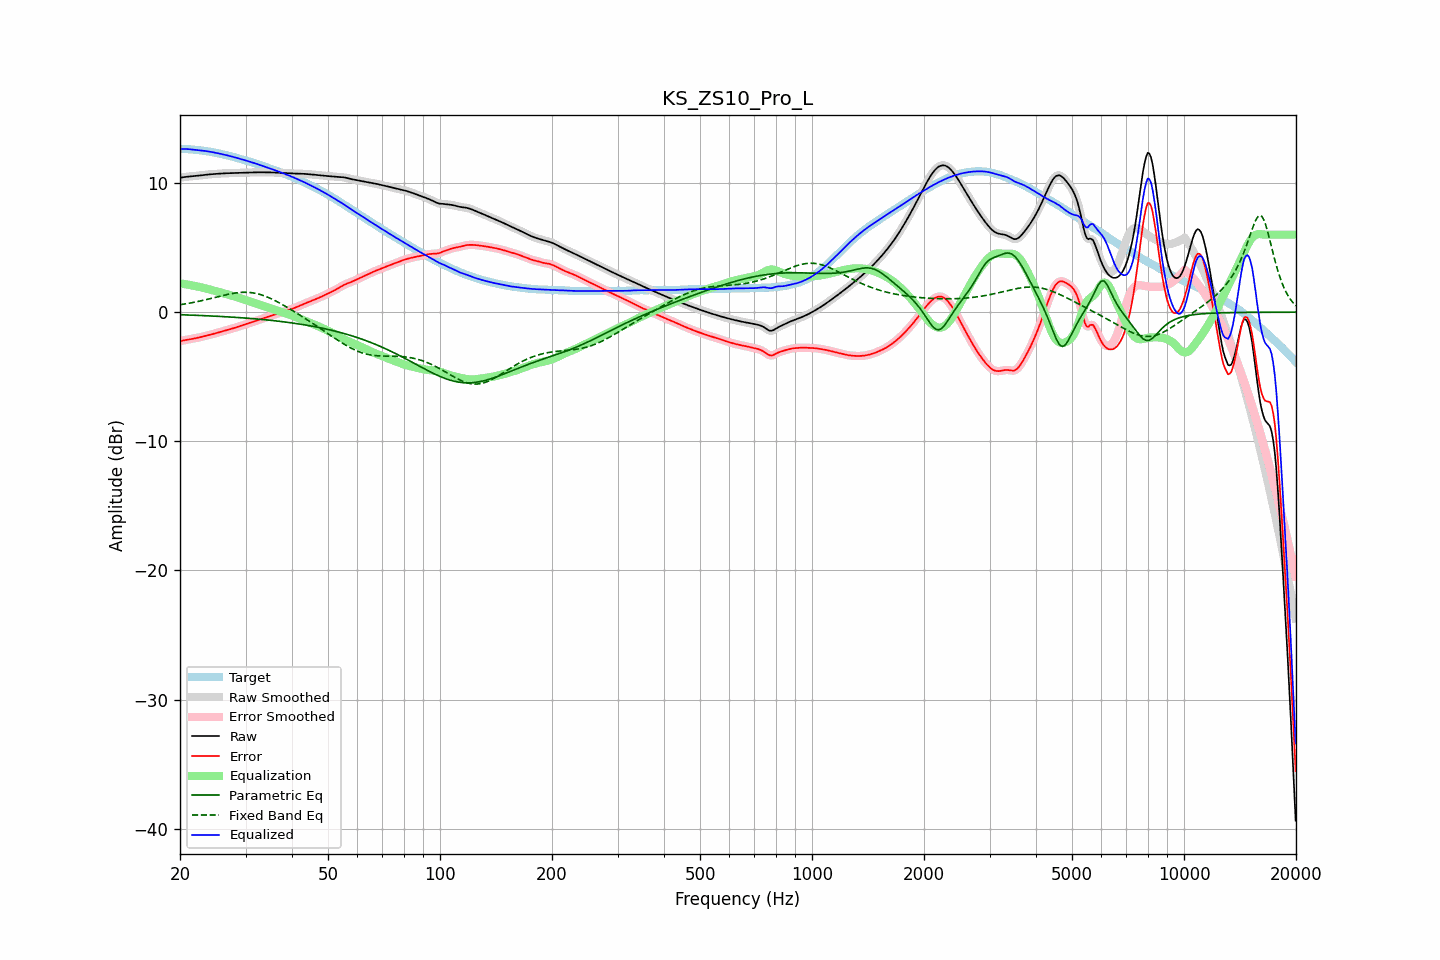 KS_ZS10_Pro_L
Amplitude (dBr)
10
0
−10
−20
−30
−40
Target
Raw Smoothed
Error Smoothed
Raw
Error
Equalization
Parametric Eq
Fixed Band Eq
Equalized
20 50 100 200 500 1000 2000 5000 10000 20000
Frequency (Hz)